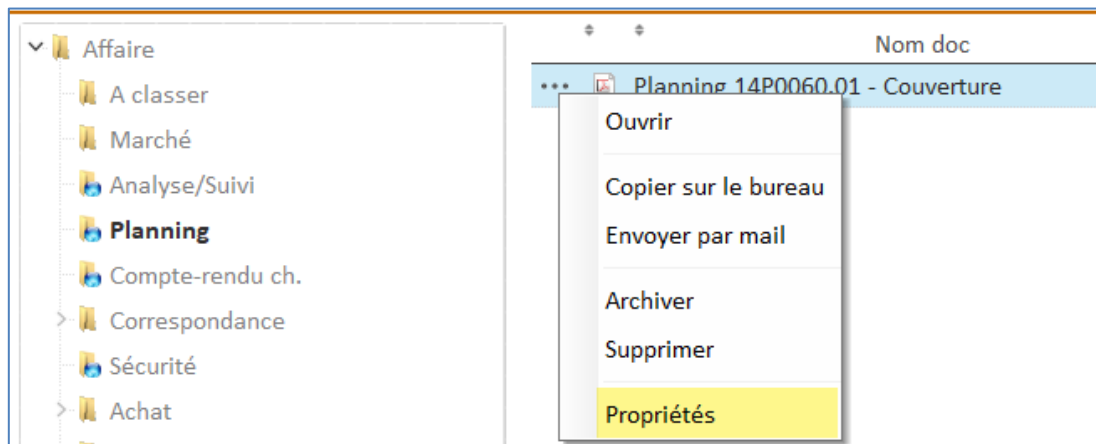 Affaire
A classer
Marché
Analyse/Suivi
Planning
Compte-rendu ch.
Correspondance
Sécurité
Achat
Nom doc
Planning 14P0060.01 - Couverture
Ouvrir
Copier sur le bureau
Envoyer par mail
Archiver
Supprimer
Propriétés